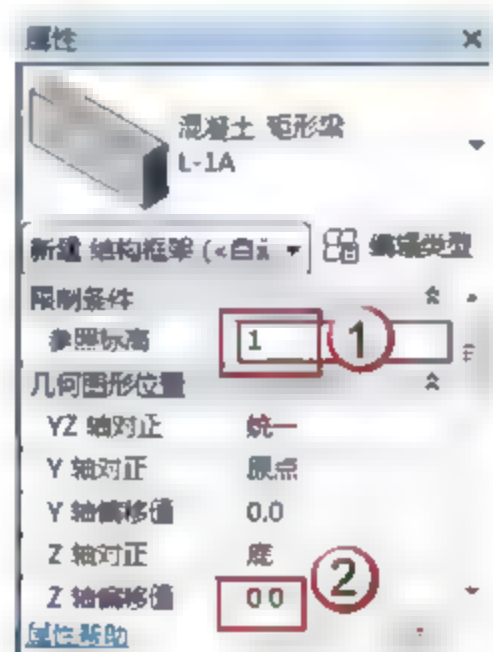 属性
混凝土 矩形梁
L-1A
新建 结构框架 (<自动 编辑类型
限制条件
参照标高 1 1
几何图形位置
YZ 轴对正 统一
Y 轴对正 原点
Y 轴偏移值 0.0
Z 轴对正 底
Z 轴偏移值 0.0 2
属性帮助